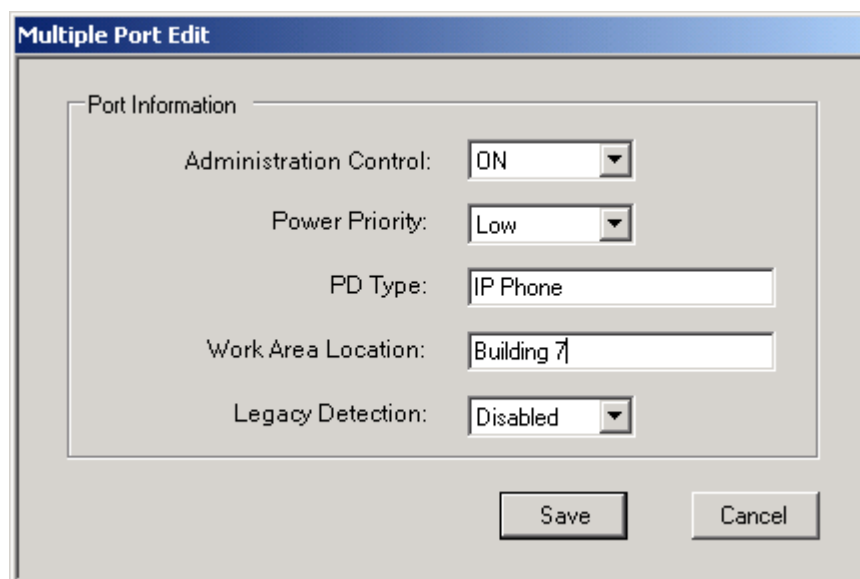 Multiple Port Edit
Port Information
Administration Control: ON
Power Priority: Low
PD Type: IP Phone
Work Area Location: Building 7
Legacy Detection: Disabled
Save Cancel